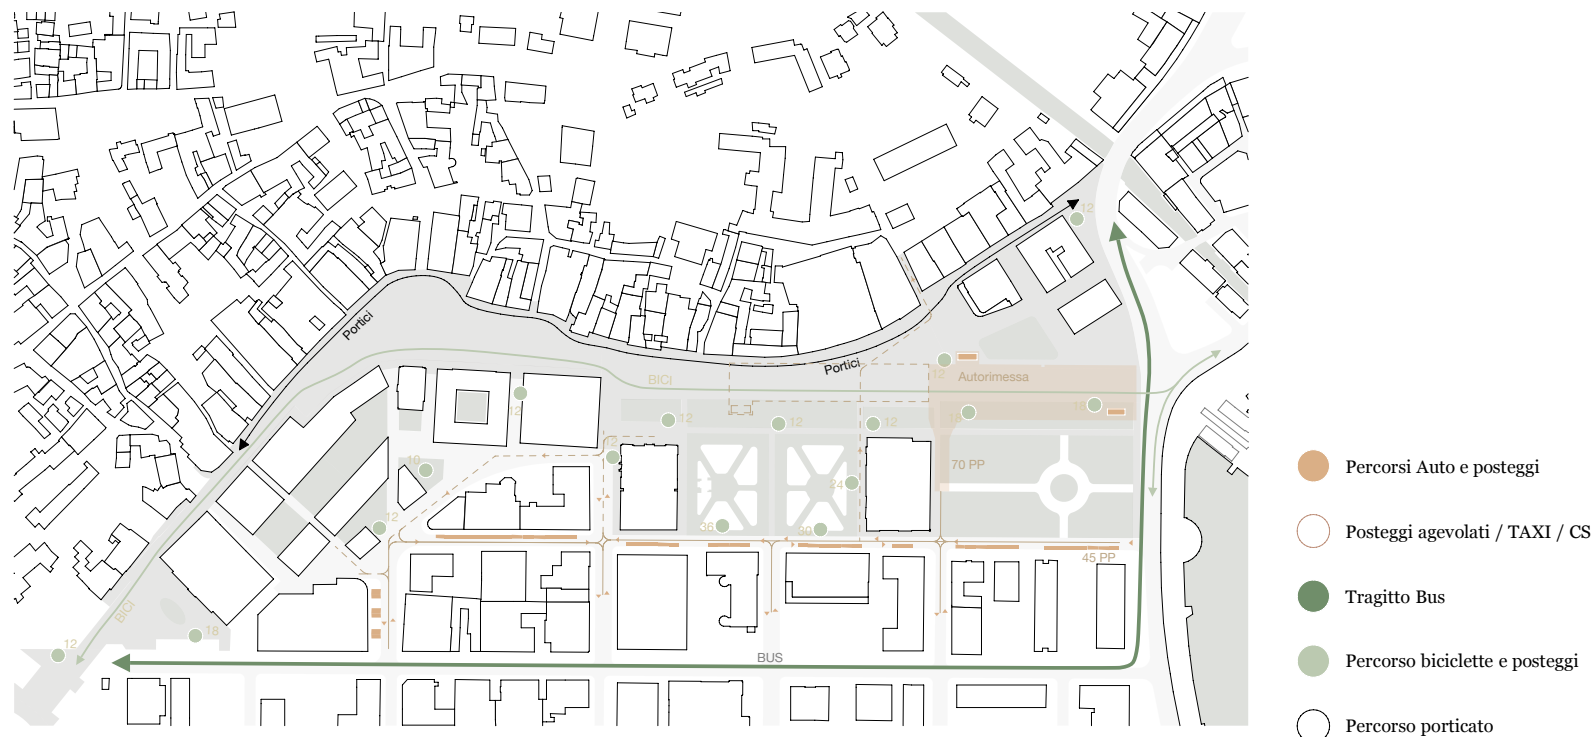 12
Portici
Portici
BICI
12
Autorimessa
12
12
12
12
18
18
12
10
70 PP
24
12
36
30
45 PP
BICI
18
12
BUS
Percorsi Auto e posteggi
Posteggi agevolati / TAXI / CS
Tragitto Bus
Percorso biciclette e posteggi
Percorso porticato